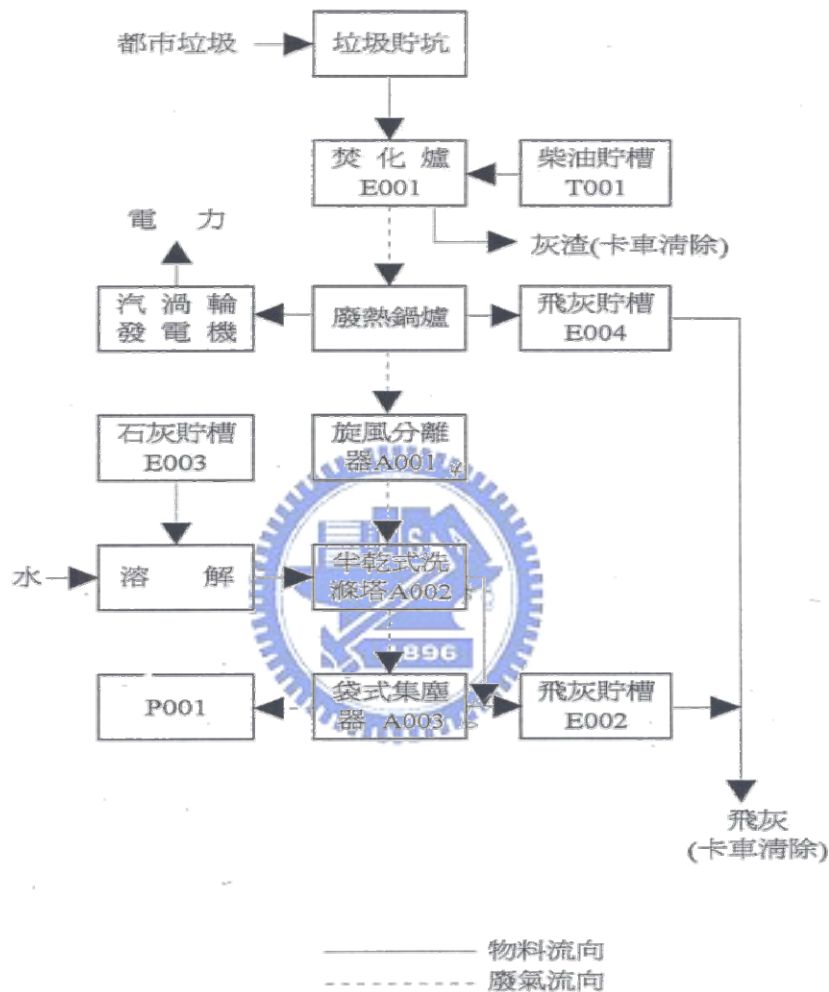 都市垃圾
垃圾貯坑
焚化爐
E001
柴油貯槽
T001
灰渣(卡車清除)
電力
汽渦輪
發電機
廢熱鍋爐
飛灰貯槽
E004
石灰貯槽
E003
旋風分離
器A001
水
溶解
半乾式洗
滌塔A002
1896
P001
袋式集塵
器 A003
飛灰貯槽
E002
飛灰
(卡車清除)
物料流向
廢氣流向